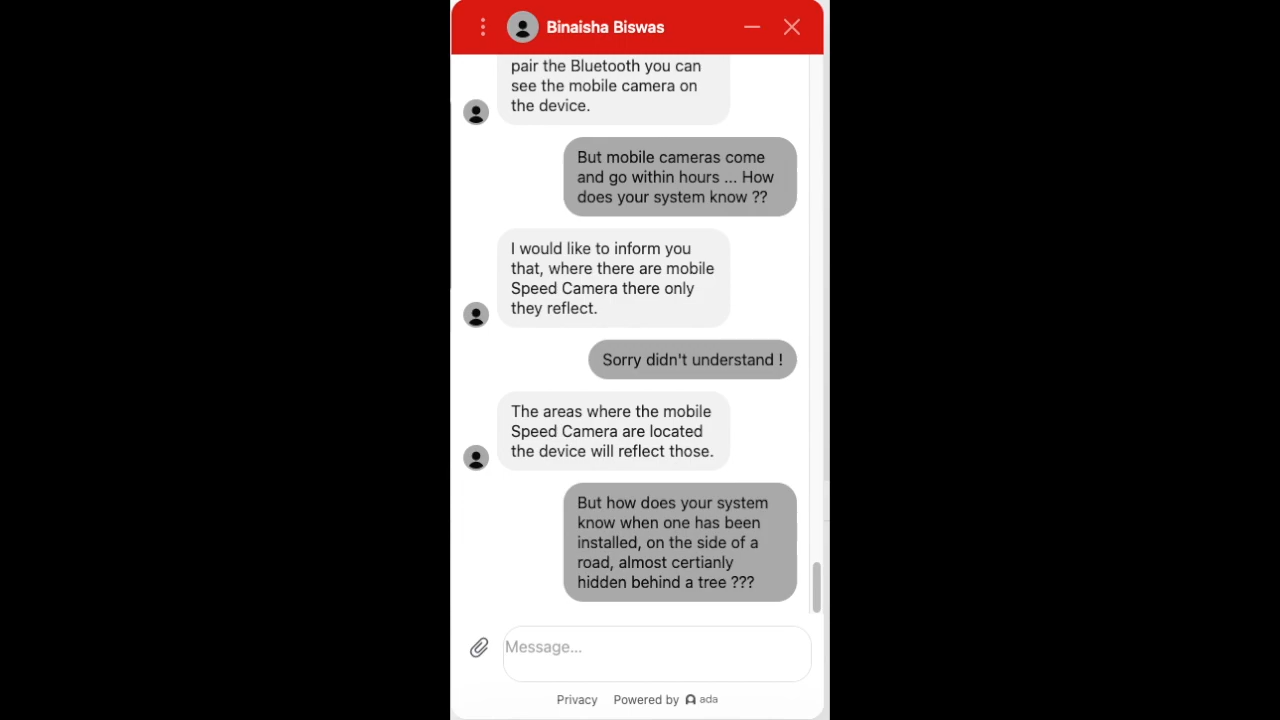 Binaisha Biswas
pair the Bluetooth you can
see the mobile camera on
the device.
But mobile cameras come
and go within hours ... How
does your system know ??
I would like to inform you
that, where there are mobile
Speed Camera there only
they reflect.
Sorry didn't understand !
The areas where the mobile
Speed Camera are located
the device will reflect those.
But how does your system
know when one has been
installed, on the side of a
road, almost certianly
hidden behind a tree ???
Message...
Privacy Powered by ada